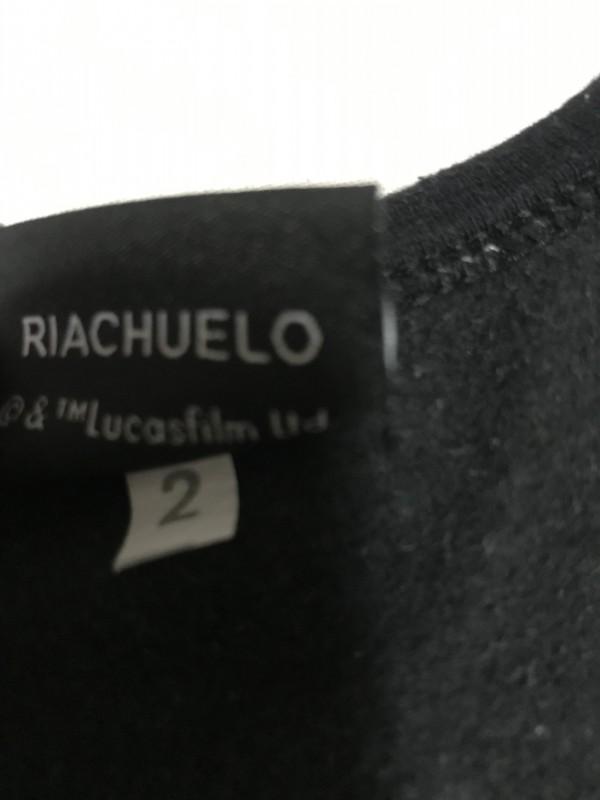 RIACHUELO
© & ™Lucasfilm Ltd
2